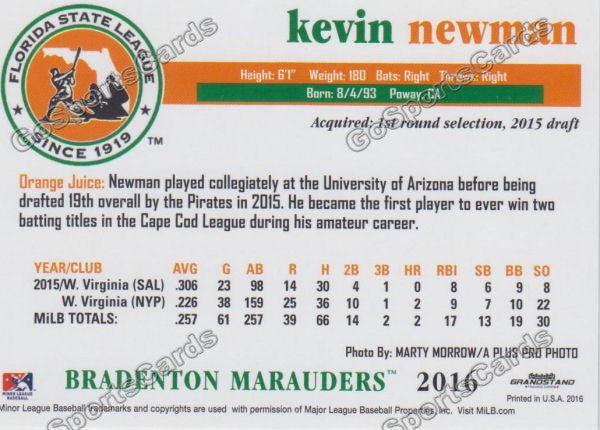 kevin newman
FLORIDA STATE LEAGUE
SINCE 1919
TM
Height: 6'1" Weight: 180 Bats: Right Throws: Right
Born: 8/4/93 Poway, CA
Acquired: 1st round selection, 2015 draft
Orange Juice: Newman played collegiately at the University of Arizona before being
drafted 19th overall by the Pirates in 2015. He became the first player to ever win two
batting titles in the Cape Cod League during his amateur career.
YEAR/CLUB AVG G AB R H 2B 3B HR RBI SB BB SO
2015/W. Virginia (SAL) .306 23 98 14 30 4 1 0 8 6 9 8
W. Virginia (NYP) .226 38 159 25 36 10 1 2 9 7 10 22
MiLB TOTALS: .257 61 257 39 66 14 2 2 17 13 19 30
Photo By: MARTY MORROW/A PLUS PRO PHOTO
MINOR LEAGUE
BASEBALL
BRADENTON MARAUDERS™ 2016
GRANDSTAND
Printed in U.S.A. 2016
Minor League Baseball trademarks and copyrights are used with permission of Major League Baseball Properties, Inc. Visit MiLB.com
GoSportsCards
GoSportsCards
GoSportsCards
GoSportsCards